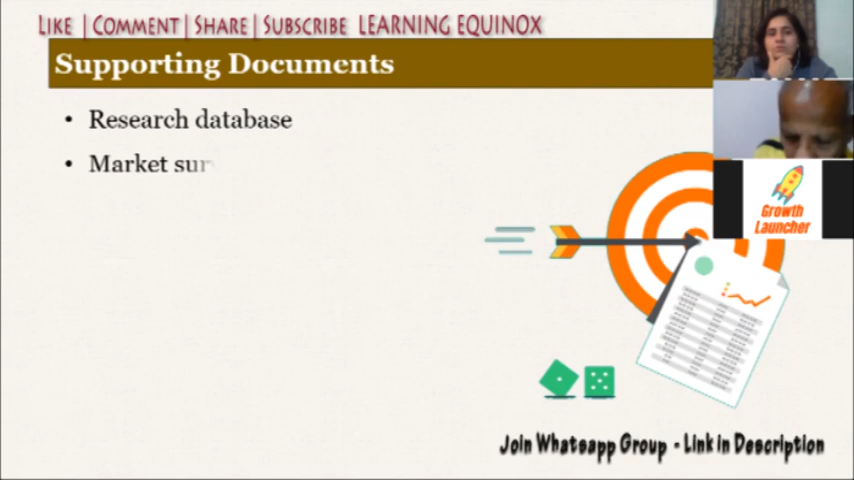 LIKE | COMMENT | SHARE | SUBSCRIBE LEARNING EQUINOX
Supporting Documents
• Research database
• Market sur
Growth
Launcher
Join Whatsapp Group - Link in Description